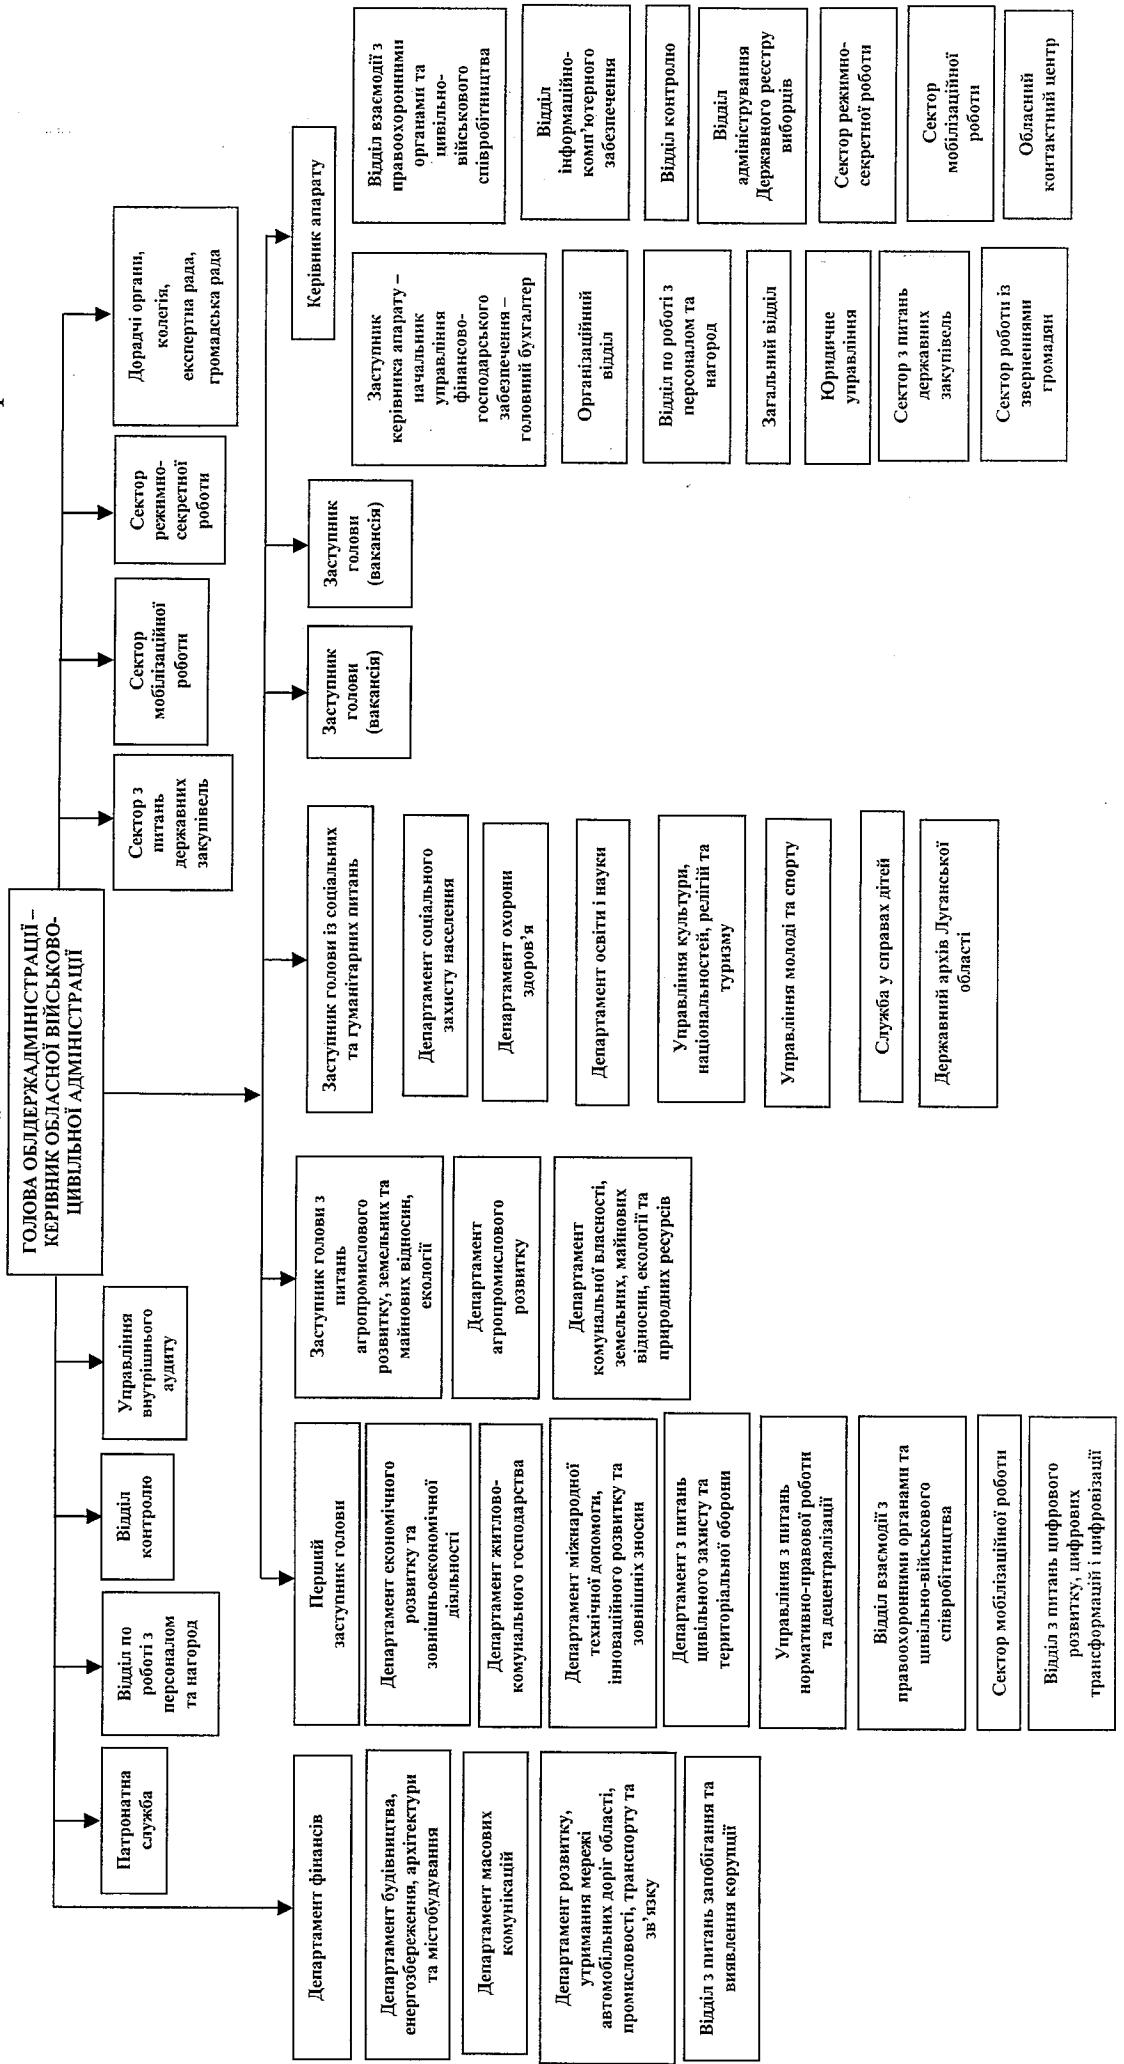 ГОЛОВА ОБЛДЕРЖАДМІНІСТРАЦІЇ –
КЕРІВНИК ОБЛАСНОЇ ВІЙСЬКОВО-
ЦИВІЛЬНОЇ АДМІНІСТРАЦІЇ
Патронатна
служба
Відділ по
роботі з
персоналом
та нагород
Відділ
контролю
Управління
внутрішнього
аудиту
Сектор з
питань
державних
закупівель
Сектор
мобілізаційної
роботи
Сектор
режимно-
секретної
роботи
Дорадчі органи,
колегія,
експертна рада,
громадська рада
Департамент фінансів
Департамент будівництва,
енергозбереження, архітектури
та містобудування
Департамент масових
комунікацій
Департамент розвитку,
утримання мережі
автомобільних доріг області,
промисловості, транспорту та
зв’язку
Відділ з питань запобігання та
виявлення корупції
Перший
заступник голови
Департамент економічного
розвитку та
зовнішньоекономічної
діяльності
Департамент житлово-
комунального господарства
Департамент міжнародної
технічної допомоги,
інноваційного розвитку та
зовнішніх зносин
Департамент з питань
цивільного захисту та
територіальної оборони
Управління з питань
нормативно-правової роботи
та децентралізації
Відділ взаємодії з
правоохоронними органами та
цивільно-військового
співробітництва
Сектор мобілізаційної роботи
Відділ з питань цифрового
розвитку, цифрових
трансформацій і цифровізації
Заступник голови з
питань
агропромислового
розвитку, земельних та
майнових відносин,
екології
Департамент
агропромислового
розвитку
Департамент
комунальної власності,
земельних, майнових
відносин, екології та
природних ресурсів
Заступник голови із соціальних
та гуманітарних питань
Департамент соціального
захисту населення
Департамент охорони
здоров’я
Департамент освіти і науки
Управління культури,
національностей, релігій та
туризму
Управління молоді та спорту
Служба у справах дітей
Державний архів Луганської
області
Заступник
голови
(вакансія)
Заступник
голови
(вакансія)
Керівник апарату
Заступник
керівника апарату –
начальник
управління
фінансово-
господарського
забезпечення –
головний бухгалтер
Організаційний
відділ
Відділ по роботі з
персоналом та
нагород
Загальний відділ
Юридичне
управління
Сектор з питань
державних
закупівель
Сектор роботи із
зверненнями
громадян
Відділ взаємодії з
правоохоронними
органами та
цивільно-
військового
співробітництва
Відділ
інформаційно-
комп’ютерного
забезпечення
Відділ контролю
Відділ
адміністрування
Державного реєстру
виборців
Сектор режимно-
секретної роботи
Сектор
мобілізаційної
роботи
Обласний
контактний центр